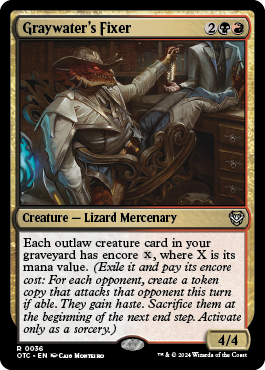 Graywater's Fixer 2
Creature — Lizard Mercenary
Each outlaw creature card in your
graveyard has encore X, where X is its
mana value. (Exile it and pay its encore
cost: For each opponent, create a token
copy that attacks that opponent this turn
if able. They gain haste. Sacrifice them at
the beginning of the next end step. Activate
only as a sorcery.)
4/4
R 0036
OTC • EN Caio Monteiro
™ & © 2024 Wizards of the Coast